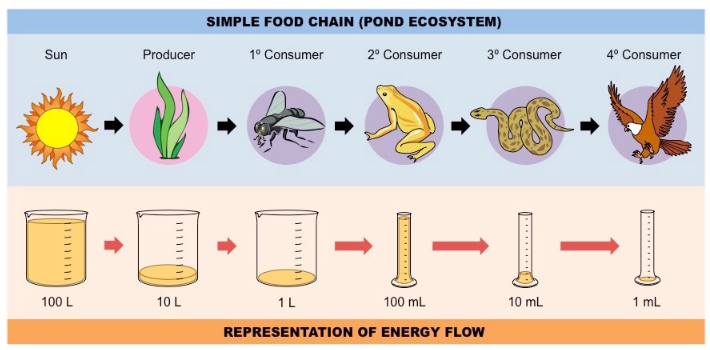 SIMPLE FOOD CHAIN (POND ECOSYSTEM)
Sun Producer 1º Consumer 2º Consumer 3º Consumer 4º Consumer
100 L 10 L 1 L 100 mL 10 mL 1 mL
REPRESENTATION OF ENERGY FLOW